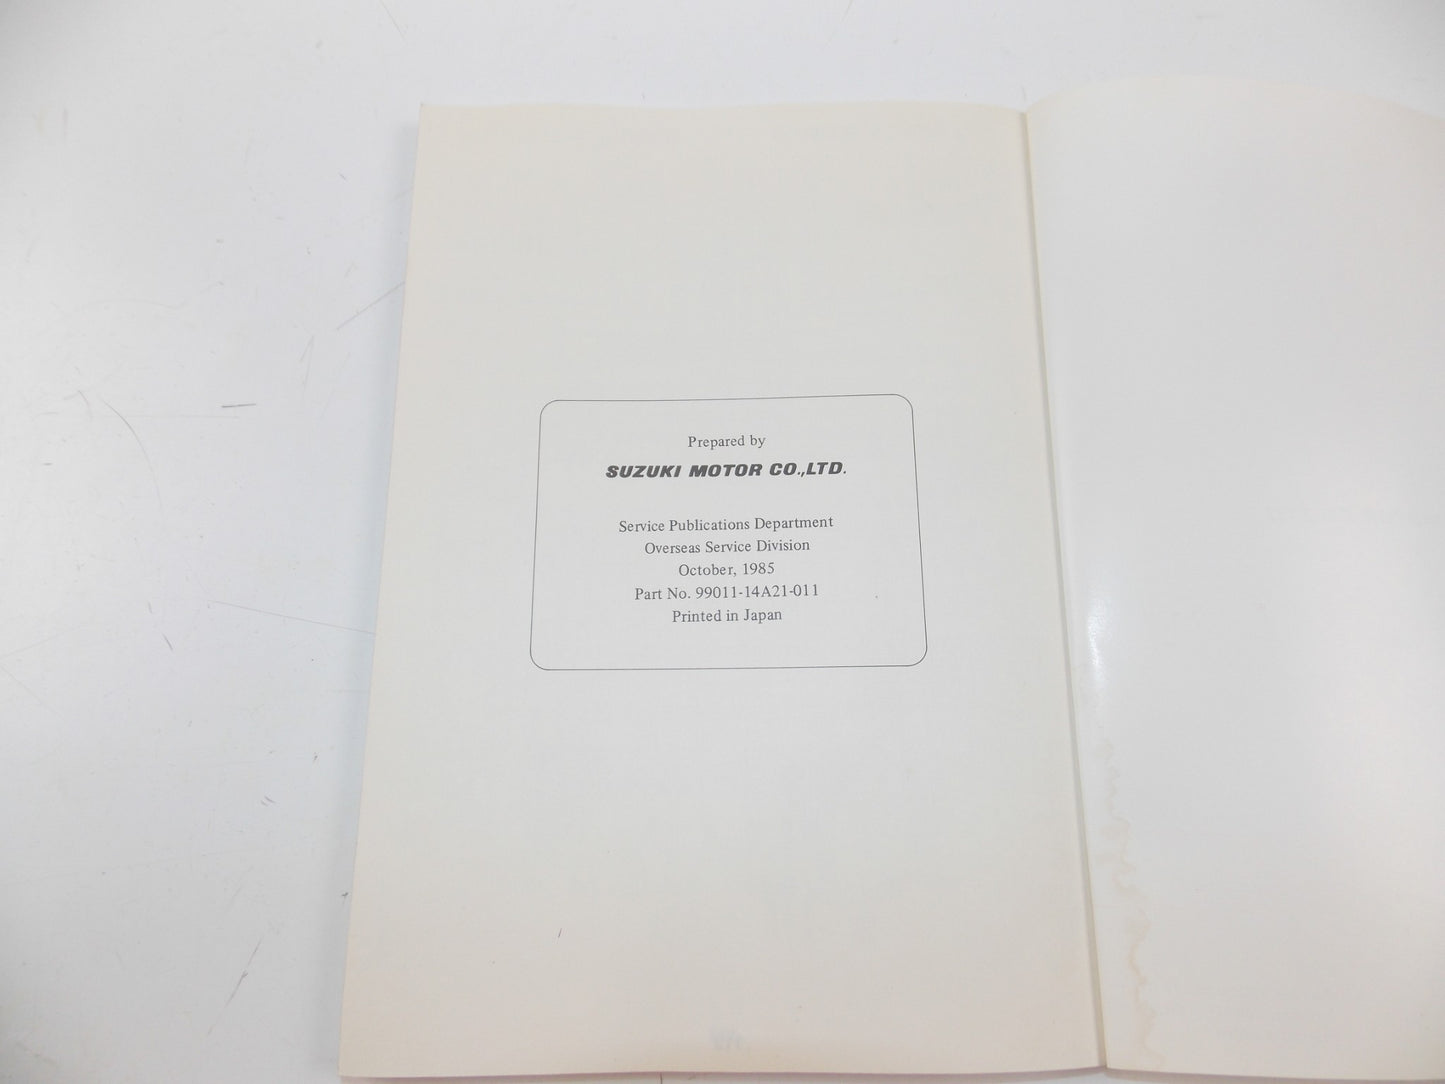 Prepared by
SUZUKI MOTOR CO.,LTD.
Service Publications Department
Overseas Service Division
October, 1985
Part No. 99011-14A21-011
Printed in Japan